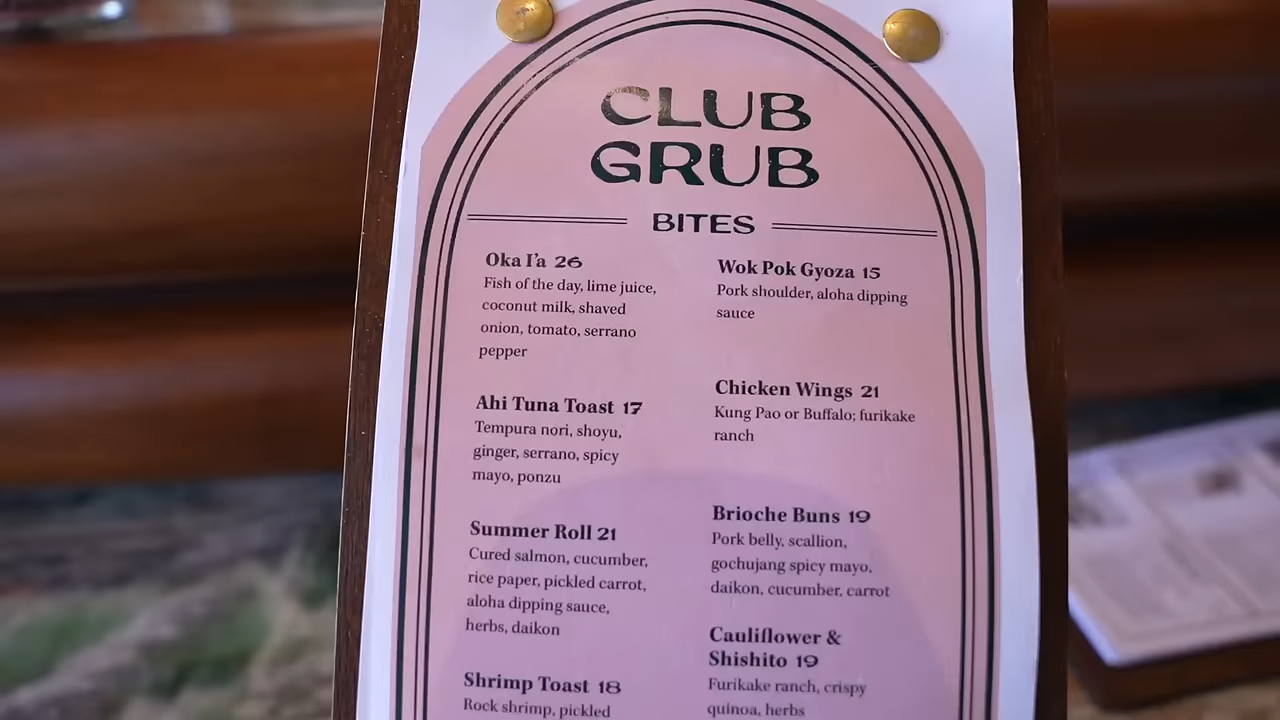 CLUB
GRUB
BITES
Oka I'a 26
Fish of the day, lime juice,
coconut milk, shaved
onion, tomato, serrano
pepper
Ahi Tuna Toast 17
Tempura nori, shoyu,
ginger, serrano, spicy
mayo, ponzu
Summer Roll 21
Cured salmon, cucumber,
rice paper, pickled carrot,
aloha dipping sauce,
herbs, daikon
Shrimp Toast 18
Rock shrimp, pickled
Wok Pok Gyoza 15
Pork shoulder, aloha dipping
sauce
Chicken Wings 21
Kung Pao or Buffalo; furikake
ranch
Brioche Buns 19
Pork belly, scallion,
gochujang spicy mayo,
daikon, cucumber, carrot
Cauliflower &
Shishito 19
Furikake ranch, crispy
quinoa, herbs